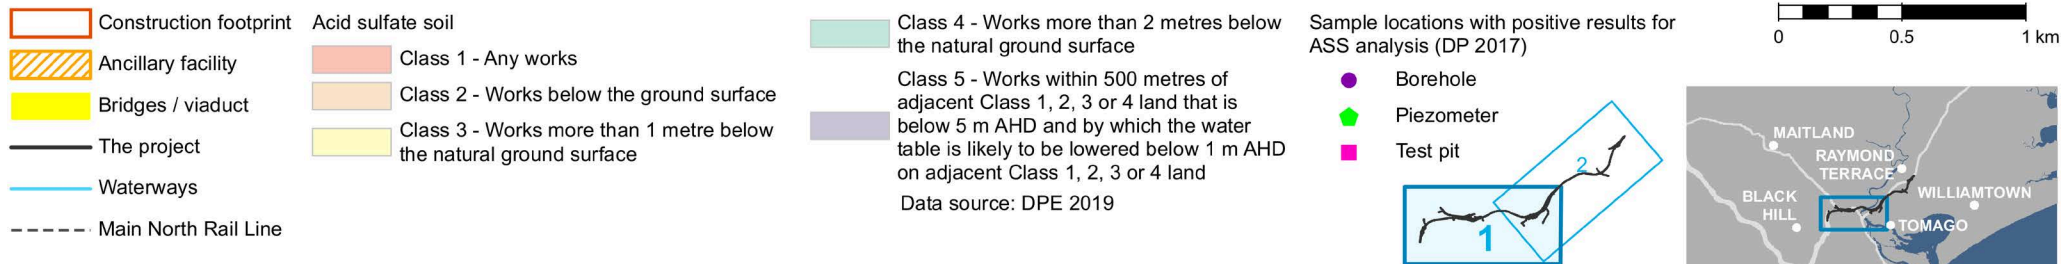 Construction footprint
Ancillary facility
Bridges / viaduct
The project
Waterways
Main North Rail Line
Acid sulfate soil
Class 1 - Any works
Class 2 - Works below the ground surface
Class 3 - Works more than 1 metre below
the natural ground surface
Class 4 - Works more than 2 metres below
the natural ground surface
Class 5 - Works within 500 metres of
adjacent Class 1, 2, 3 or 4 land that is
below 5 m AHD and by which the water
table is likely to be lowered below 1 m AHD
on adjacent Class 1, 2, 3 or 4 land
Data source: DPE 2019
Sample locations with positive results for
ASS analysis (DP 2017)
Borehole
Piezometer
Test pit
2
1
0 0.5 1 km
MAITLAND
RAYMOND
TERRACE
WILLIAMTOWN
BLACK
HILL
TOMAGO